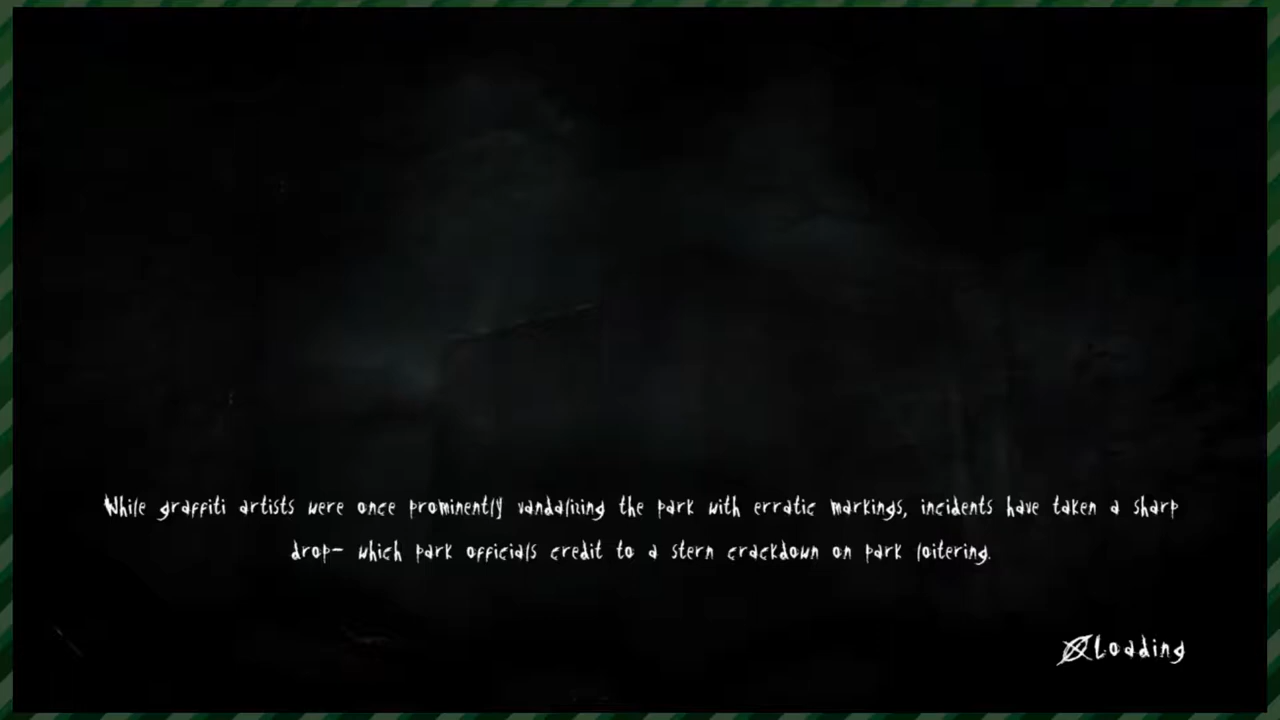 While graffiti artists were once prominently vandalizing the park with erratic markings, incidents have taken a sharp
drop- which park officials credit to a stern crackdown on park loitering.
Loading